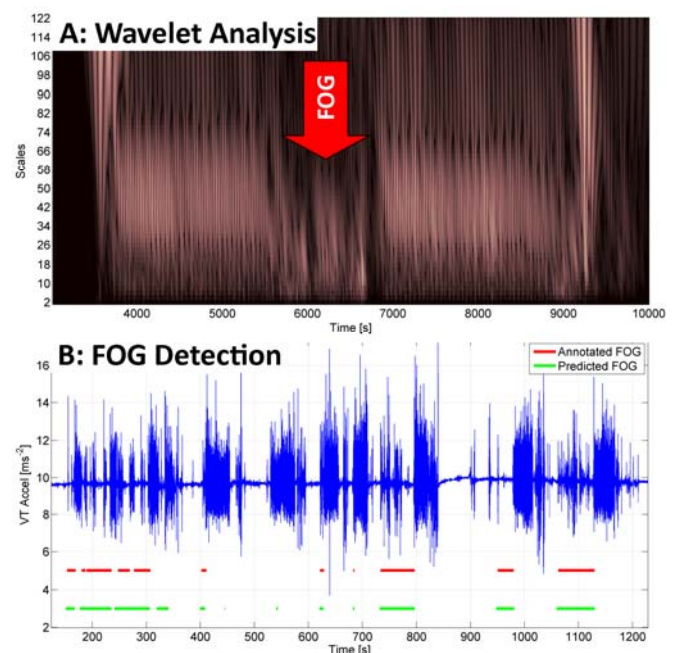 A: Wavelet Analysis
FOG
Scales
122
114
106
98
90
82
74
66
58
50
42
34
26
18
10
2
4000 5000 6000 7000 8000 9000 10000
Time [s]
B: FOG Detection
Annotated FOG
Predicted FOG
VT Accel [ms⁻²]
16
14
12
10
8
6
4
2
200 300 400 500 600 700 800 900 1000 1100 1200
Time [s]